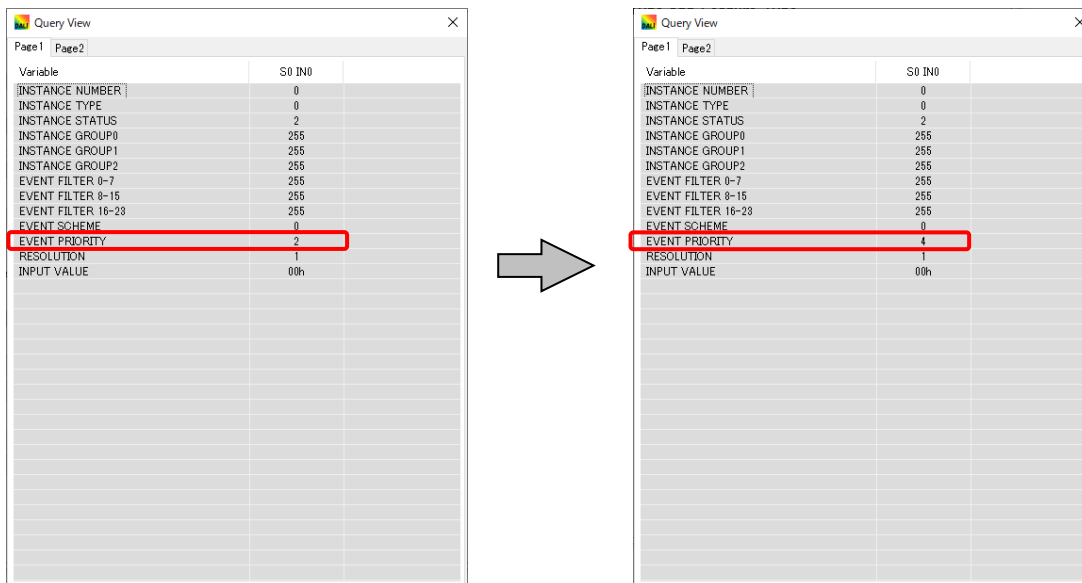 DALI Query View ×
Page1 Page2
Variable S0 IN0
INSTANCE NUMBER 0
INSTANCE TYPE 0
INSTANCE STATUS 2
INSTANCE GROUP0 255
INSTANCE GROUP1 255
INSTANCE GROUP2 255
EVENT FILTER 0-7 255
EVENT FILTER 8-15 255
EVENT FILTER 16-23 255
EVENT SCHEME 0
EVENT PRIORITY 2
RESOLUTION 1
INPUT VALUE 00h
DALI Query View ×
Page1 Page2
Variable S0 IN0
INSTANCE NUMBER 0
INSTANCE TYPE 0
INSTANCE STATUS 2
INSTANCE GROUP0 255
INSTANCE GROUP1 255
INSTANCE GROUP2 255
EVENT FILTER 0-7 255
EVENT FILTER 8-15 255
EVENT FILTER 16-23 255
EVENT SCHEME 0
EVENT PRIORITY 4
RESOLUTION 1
INPUT VALUE 00h